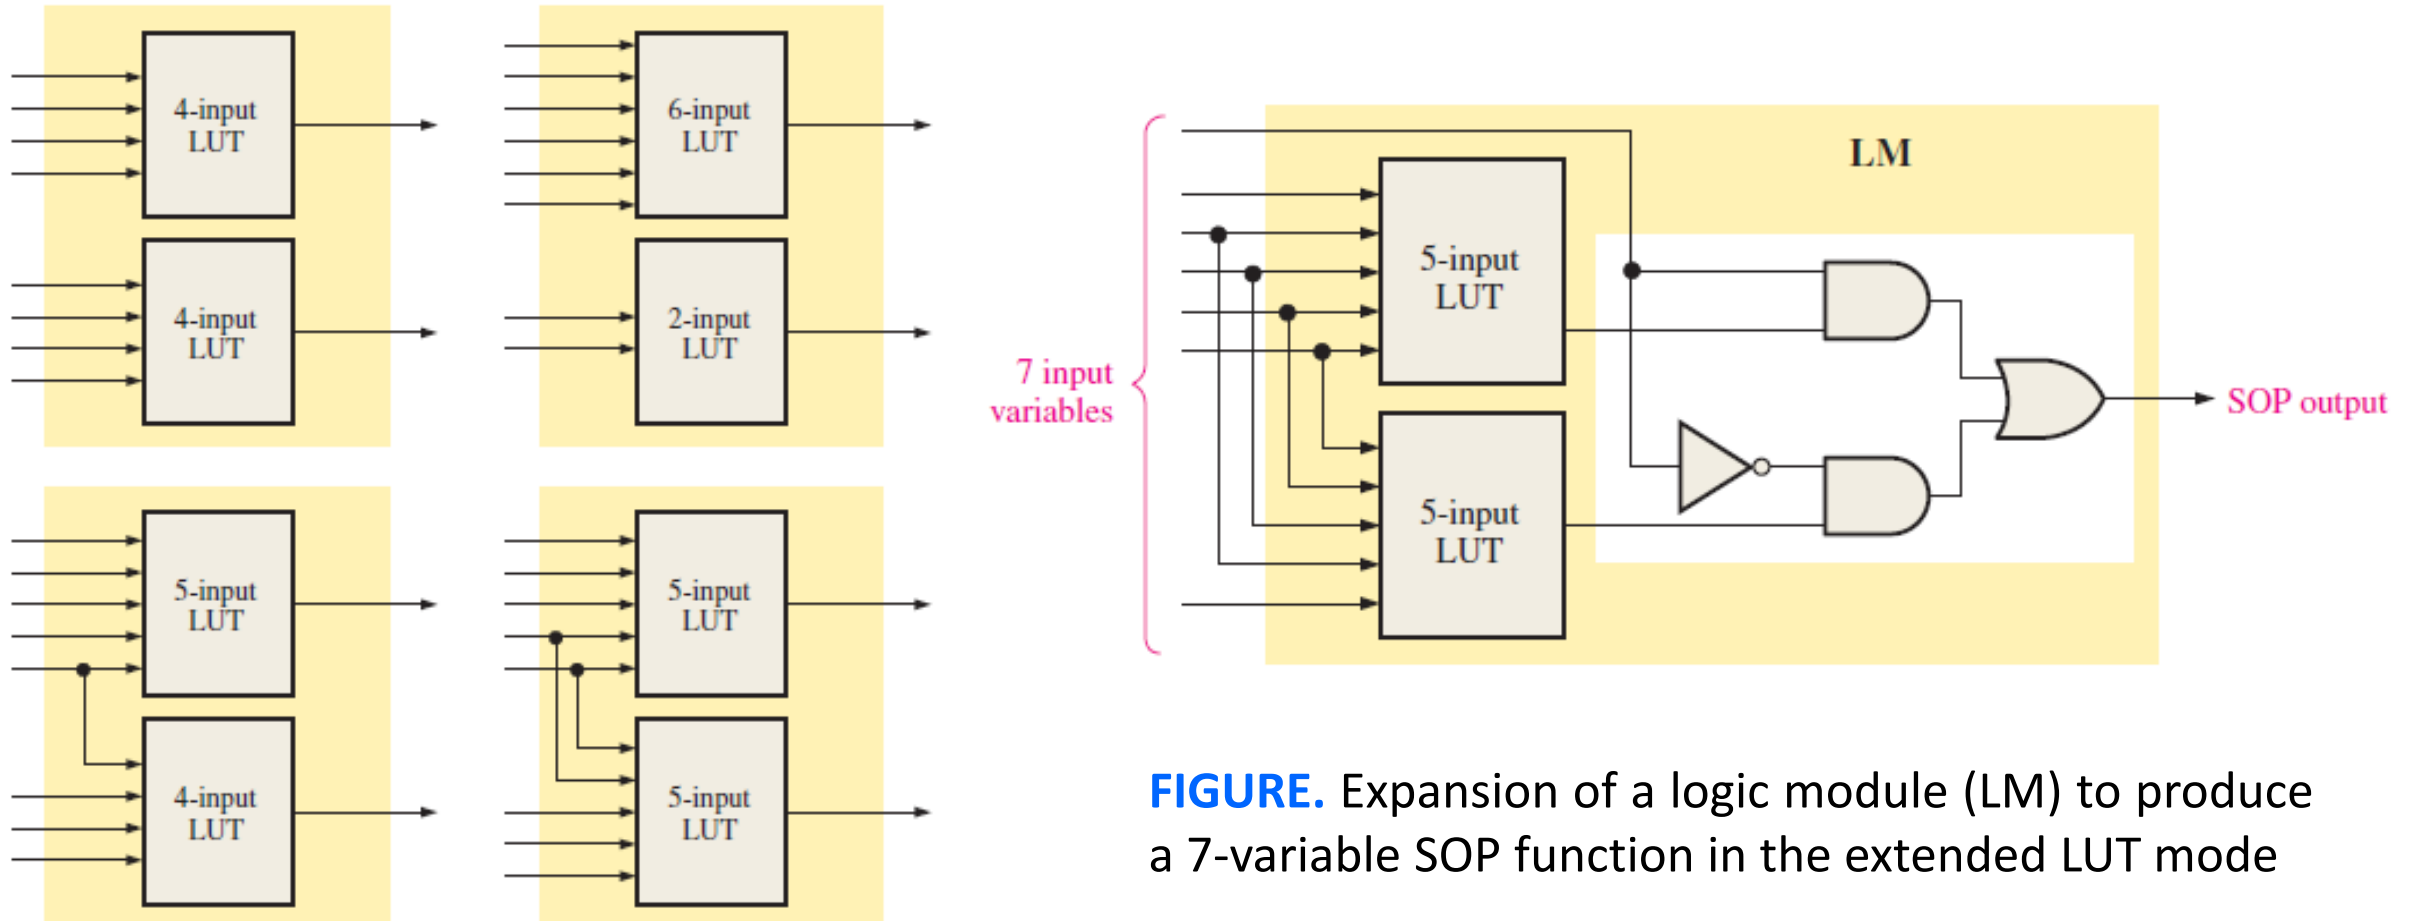 4-input
LUT
4-input
LUT
6-input
LUT
2-input
LUT
5-input
LUT
4-input
LUT
5-input
LUT
5-input
LUT
7 input
variables
LM
5-input
LUT
5-input
LUT
SOP output
FIGURE. Expansion of a logic module (LM) to produce
a 7-variable SOP function in the extended LUT mode